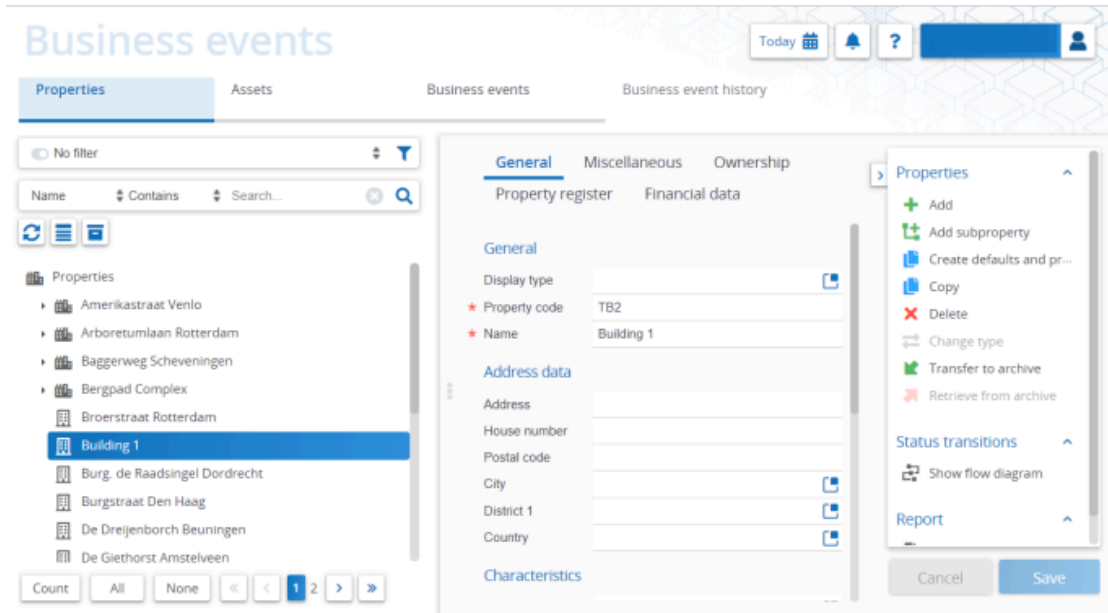 Business events
Today
?
Properties Assets Business events Business event history
No filter
Name Contains Search...
Properties
Amerikastraat Venlo
Arboretumlaan Rotterdam
Baggerweg Scheveningen
Bergpad Complex
Broerstraat Rotterdam
Building 1
Burg. de Raadsingel Dordrecht
Burgstraat Den Haag
De Dreijenborch Beuningen
De Giethorst Amstelveen
Count All None « < 1 2 > »
General Miscellaneous Ownership
Property register Financial data
General
Display type
* Property code TB2
* Name Building 1
Address data
Address
House number
Postal code
City
District 1
Country
Characteristics
Properties
Add
Add subproperty
Create defaults and pr...
Copy
Delete
Change type
Transfer to archive
Retrieve from archive
Status transitions
Show flow diagram
Report
Cancel Save